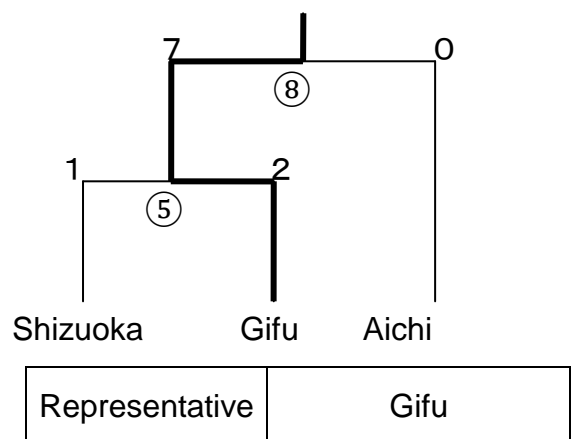 7 0
⑧
1 2
⑤
Shizuoka Gifu Aichi
Representative Gifu